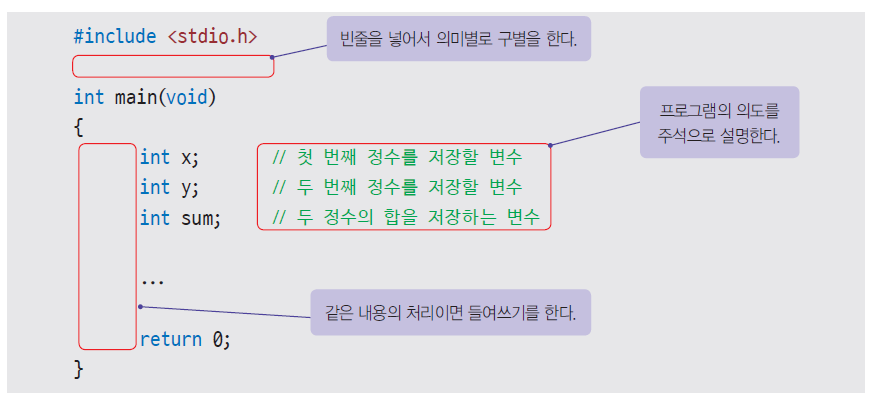 #include <stdio.h>
빈줄을 넣어서 의미별로 구별을 한다.
int main(void)
{
프로그램의 의도를
주석으로 설명한다.
int x; // 첫 번째 정수를 저장할 변수
int y; // 두 번째 정수를 저장할 변수
int sum; // 두 정수의 합을 저장하는 변수
...
같은 내용의 처리이면 들여쓰기를 한다.
return 0;
}